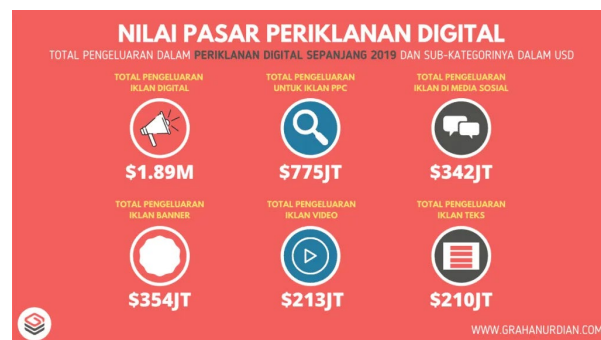 NILAI PASAR PERIKLANAN DIGITAL
TOTAL PENGELUARAN DALAM PERIKLANAN DIGITAL SEPANJANG 2019 DAN SUB-KATEGORINYA DALAM USD
TOTAL PENGELUARAN
IKLAN DIGITAL
$1.89M
TOTAL PENGELUARAN
UNTUK IKLAN PPC
$775JT
TOTAL PENGELUARAN
IKLAN DI MEDIA SOSIAL
$342JT
TOTAL PENGELUARAN
IKLAN BANNER
$354JT
TOTAL PENGELUARAN
IKLAN VIDEO
$213JT
TOTAL PENGELUARAN
IKLAN TEKS
$210JT
WWW.GRAHANURDIAN.COM